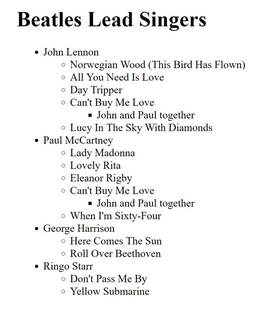 Beatles Lead Singers
John Lennon
Norwegian Wood (This Bird Has Flown)
All You Need Is Love
Day Tripper
Can't Buy Me Love
John and Paul together
Lucy In The Sky With Diamonds
Paul McCartney
Lady Madonna
Lovely Rita
Eleanor Rigby
Can't Buy Me Love
John and Paul together
When I'm Sixty-Four
George Harrison
Here Comes The Sun
Roll Over Beethoven
Ringo Starr
Don't Pass Me By
Yellow Submarine